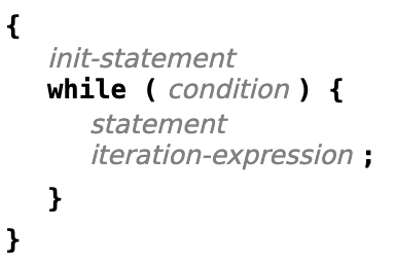 {
init-statement
while ( condition ) {
statement
iteration-expression ;
}
}